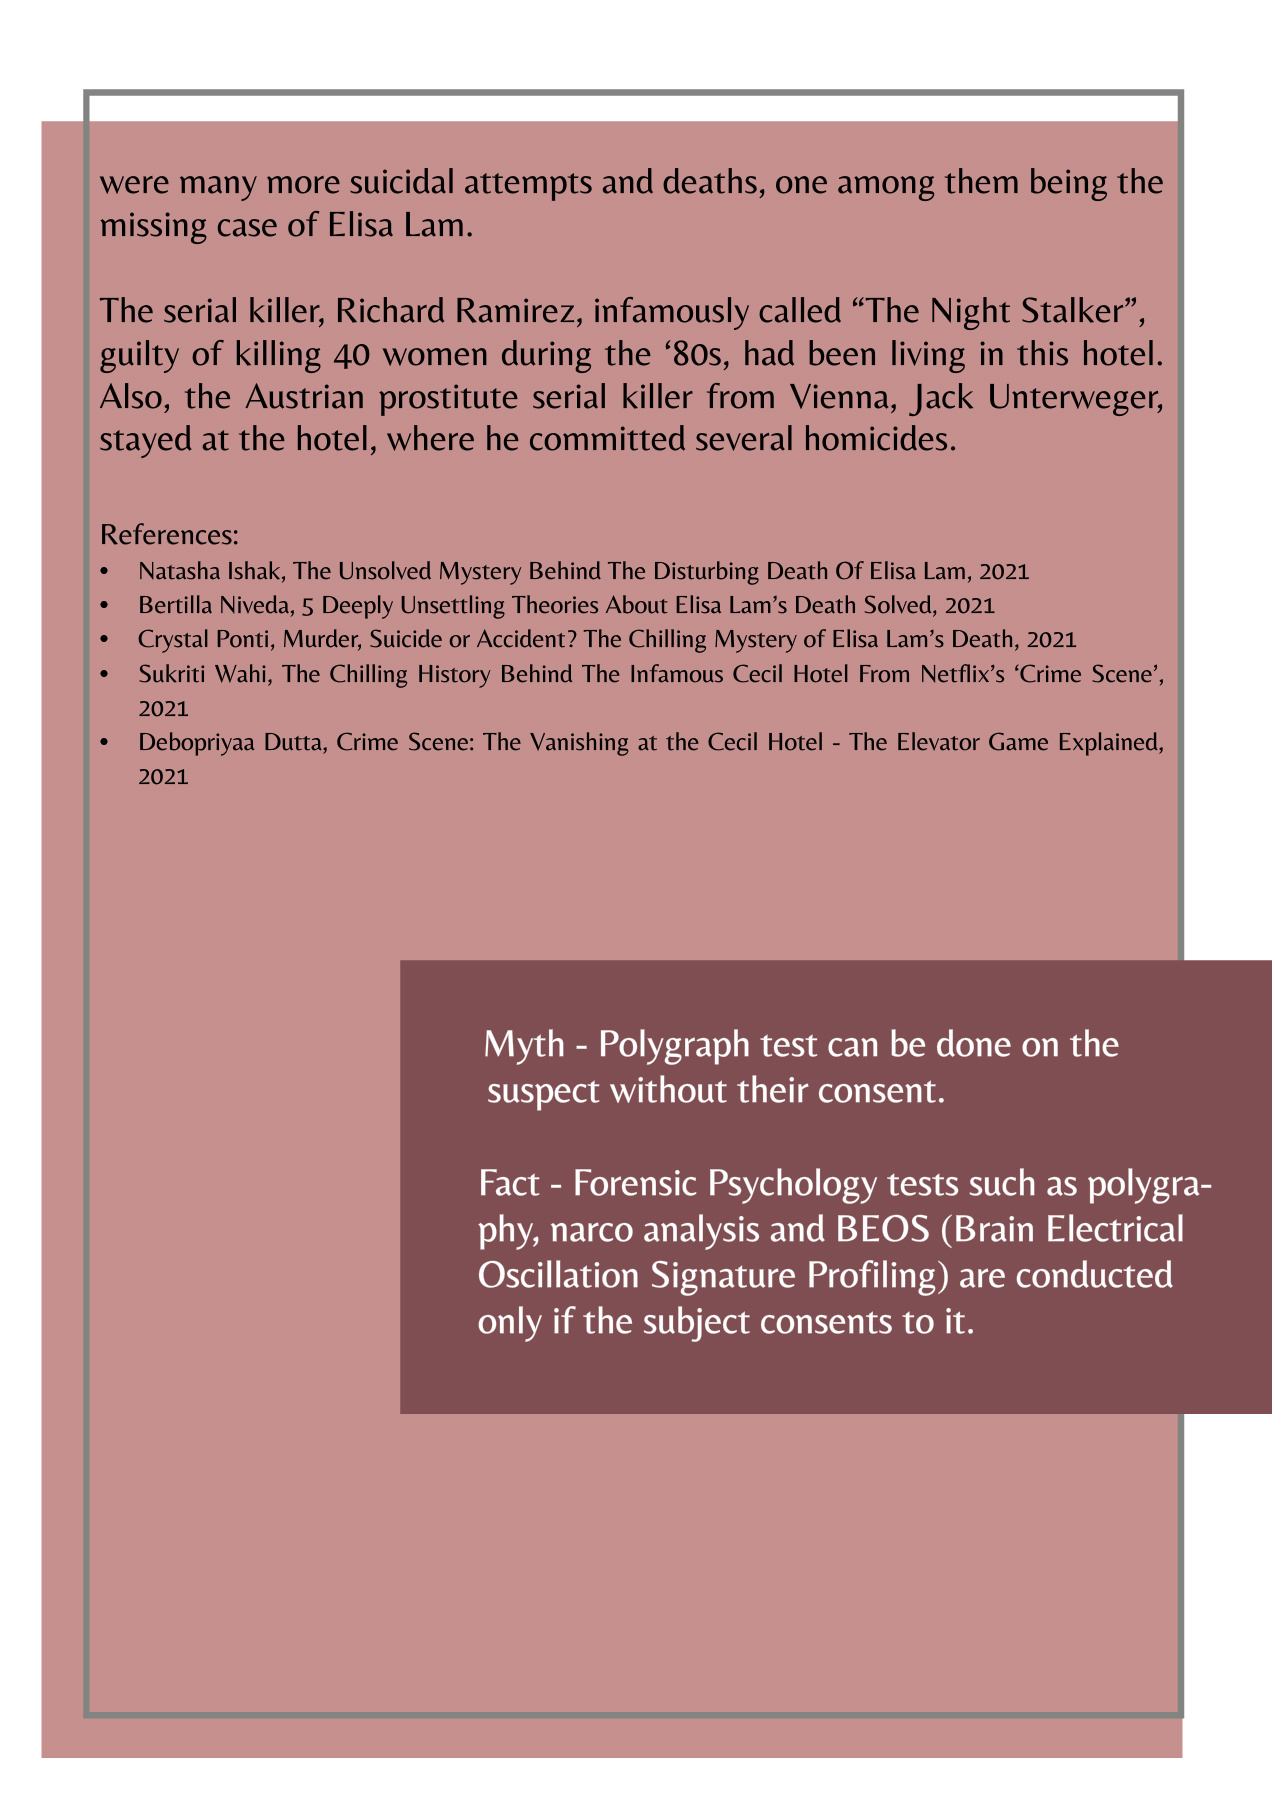 were many more suicidal attempts and deaths, one among them being the
missing case of Elisa Lam.
The serial killer, Richard Ramirez, infamously called “The Night Stalker”,
guilty of killing 40 women during the ‘80s, had been living in this hotel.
Also, the Austrian prostitute serial killer from Vienna, Jack Unterweger,
stayed at the hotel, where he committed several homicides.
References:
• Natasha Ishak, The Unsolved Mystery Behind The Disturbing Death Of Elisa Lam, 2021
• Bertilla Niveda, 5 Deeply Unsettling Theories About Elisa Lam’s Death Solved, 2021
• Crystal Ponti, Murder, Suicide or Accident? The Chilling Mystery of Elisa Lam’s Death, 2021
• Sukriti Wahi, The Chilling History Behind The Infamous Cecil Hotel From Netflix’s ‘Crime Scene’,
2021
• Debopriyaa Dutta, Crime Scene: The Vanishing at the Cecil Hotel - The Elevator Game Explained,
2021
Myth - Polygraph test can be done on the
suspect without their consent.
Fact - Forensic Psychology tests such as polygra-
phy, narco analysis and BEOS (Brain Electrical
Oscillation Signature Profiling) are conducted
only if the subject consents to it.